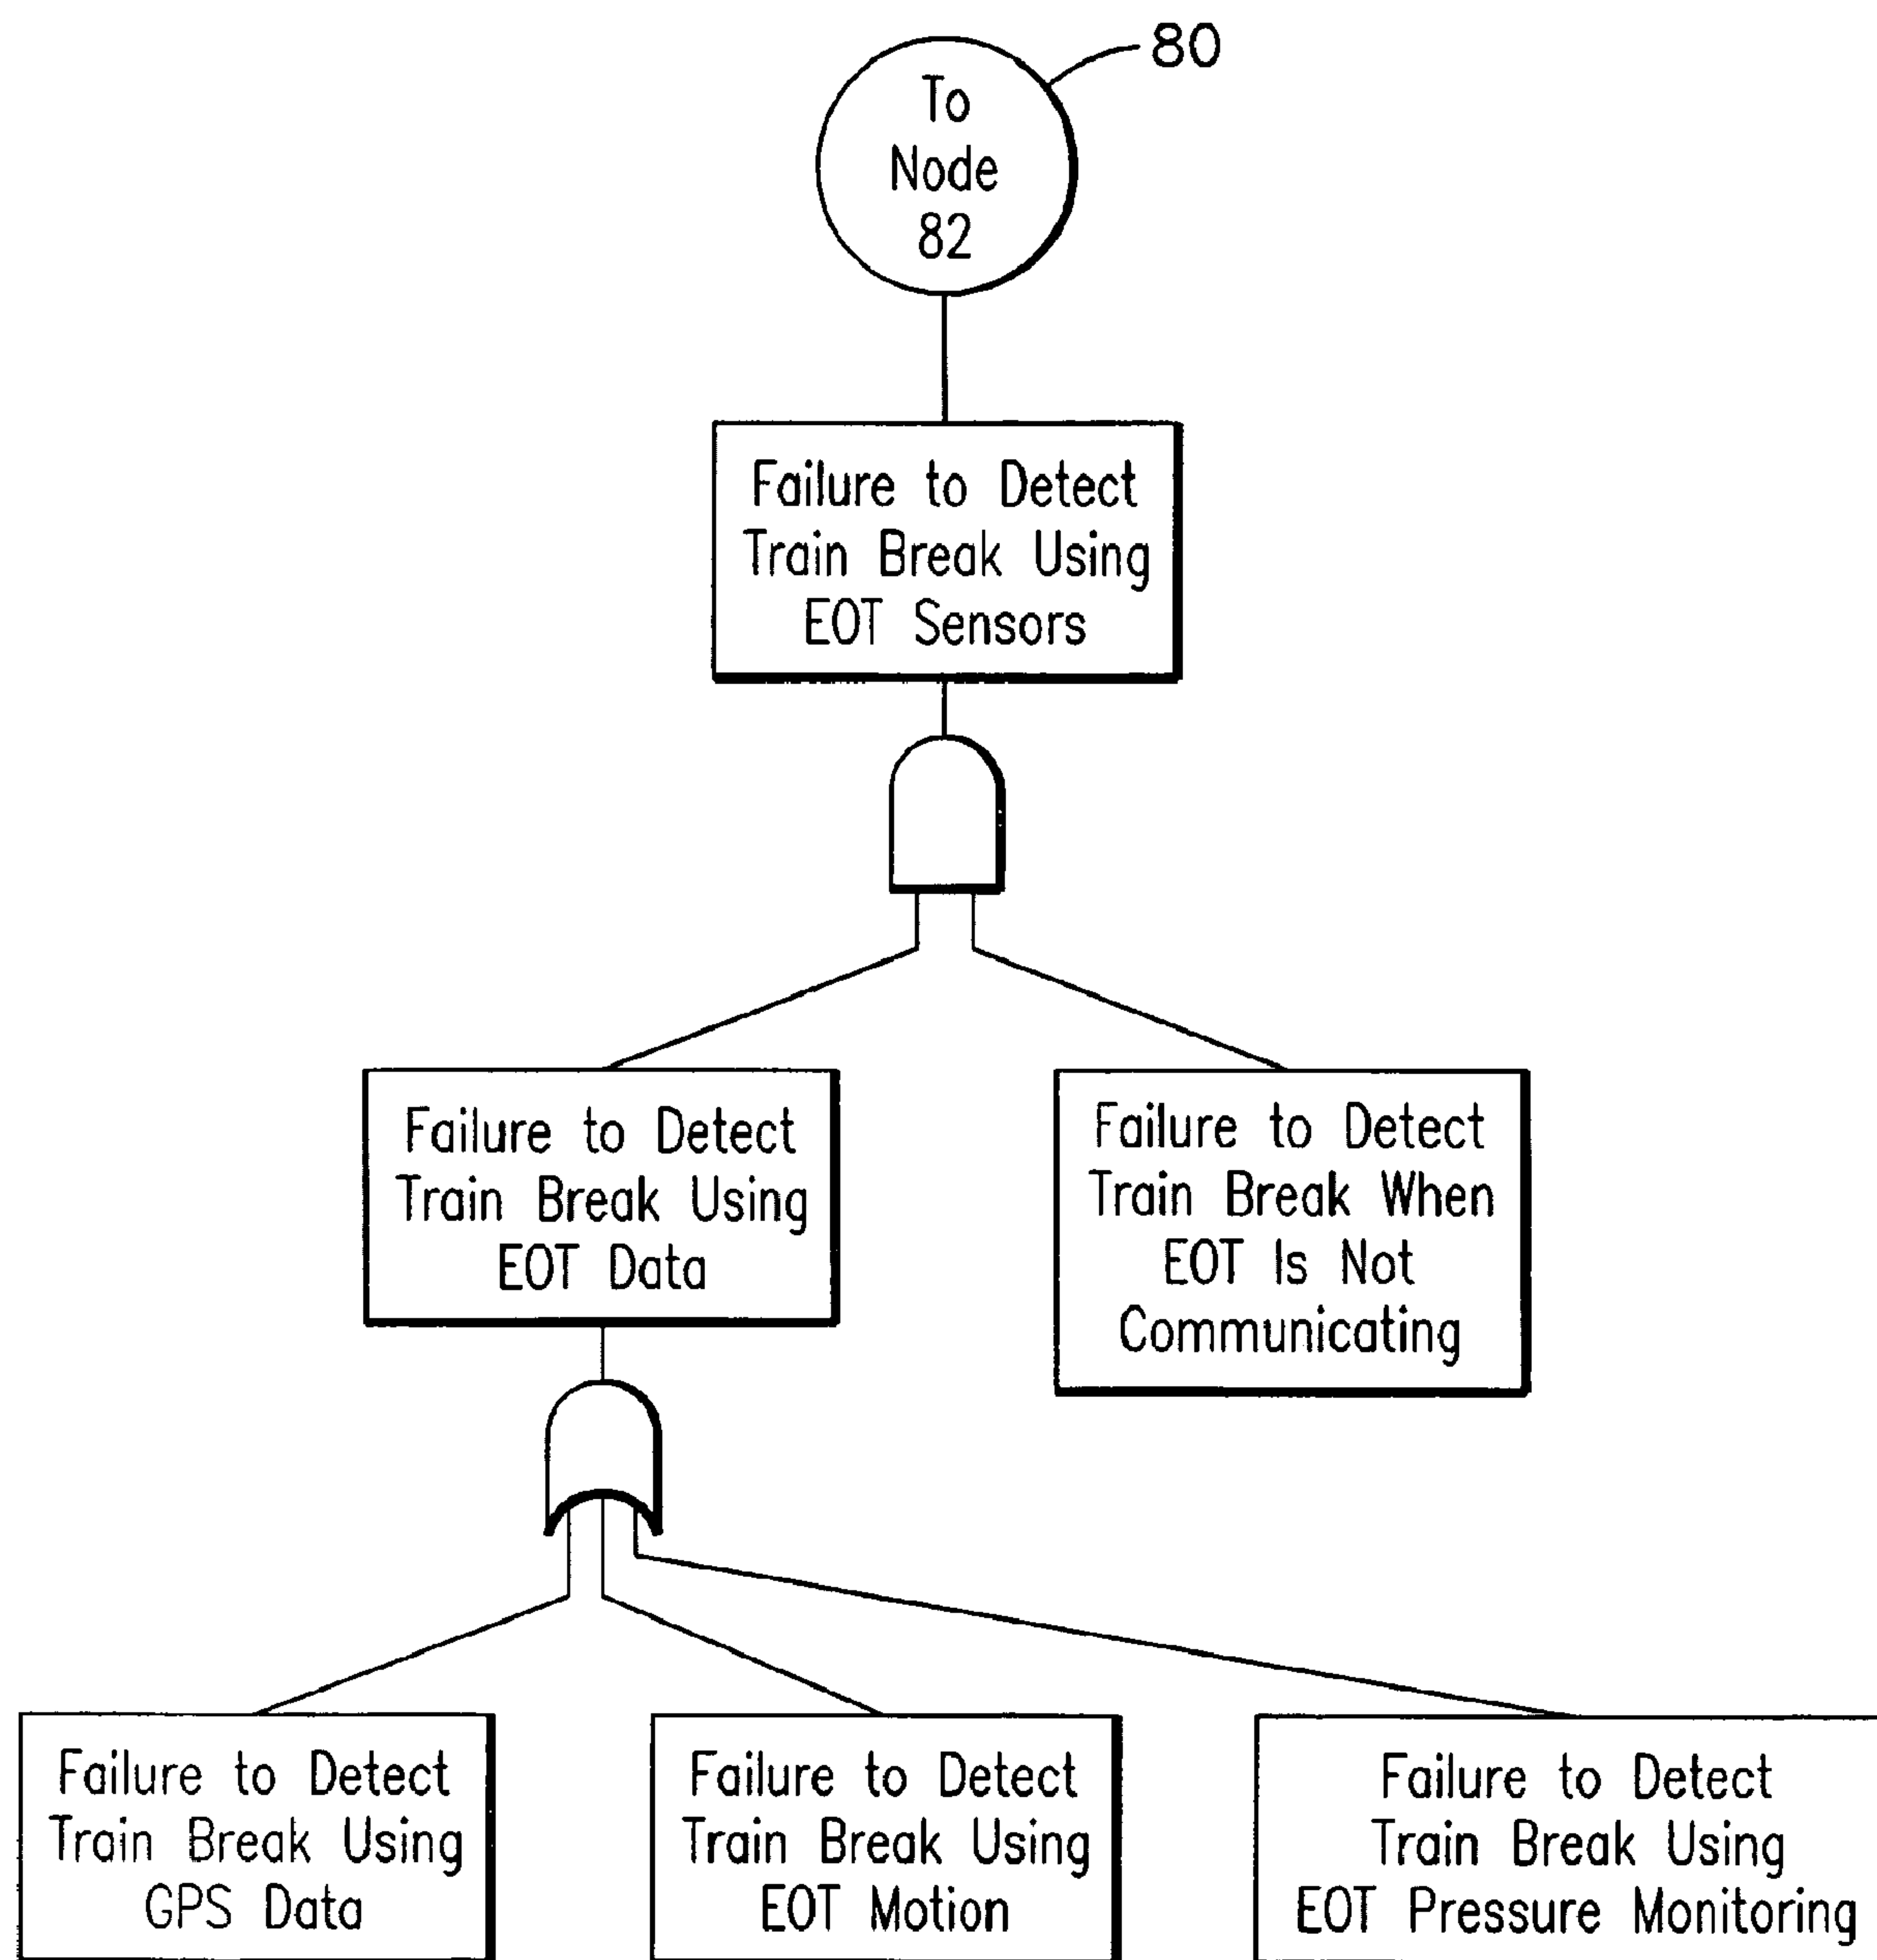 80
To
Node
82
Failure to Detect
Train Break Using
EOT Sensors
Failure to Detect
Train Break Using
EOT Data
Failure to Detect
Train Break When
EOT Is Not
Communicating
Failure to Detect
Train Break Using
GPS Data
Failure to Detect
Train Break Using
EOT Motion
Failure to Detect
Train Break Using
EOT Pressure Monitoring